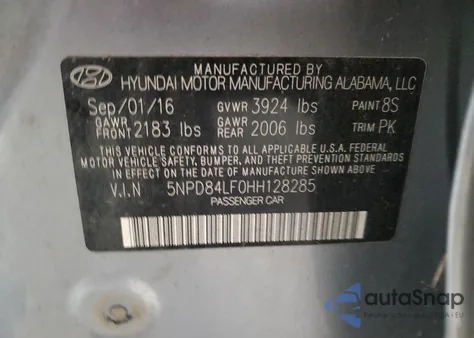 MANUFACTURED BY
HYUNDAI MOTOR MANUFACTURING ALABAMA, LLC
Sep/01/16 GVWR 3924 lbs PAINT 8S
GAWR FRONT 2183 lbs GAWR REAR 2006 lbs TRIM PK
THIS VEHICLE CONFORMS TO ALL APPLICABLE U.S.A. FEDERAL
MOTOR VEHICLE SAFETY, BUMPER, AND THEFT PREVENTION
STANDARDS IN EFFECT ON THE DATE OF MANUFACTURE SHOWN ABOVE.
V.I.N 5NPD84LF0HH128285
PASSENGER CAR
autoSnap